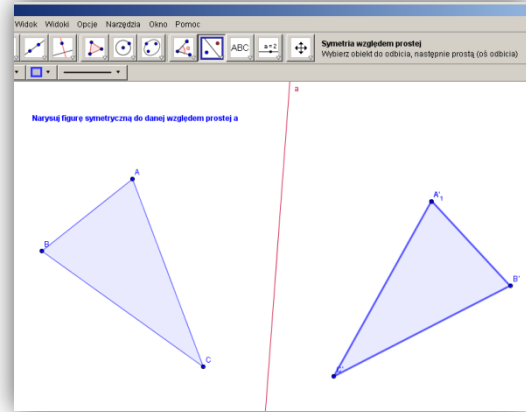 Widok Widoki Opcje Narzędzia Okno Pomoc
ABC
a=2
Symetria względem prostej
Wybierz obiekt do odbicia, następnie prostą (oś odbicia)
a
Narysuj figurę symetryczną do danej względem prostej a
A
A'₁
B
B'
C
C'